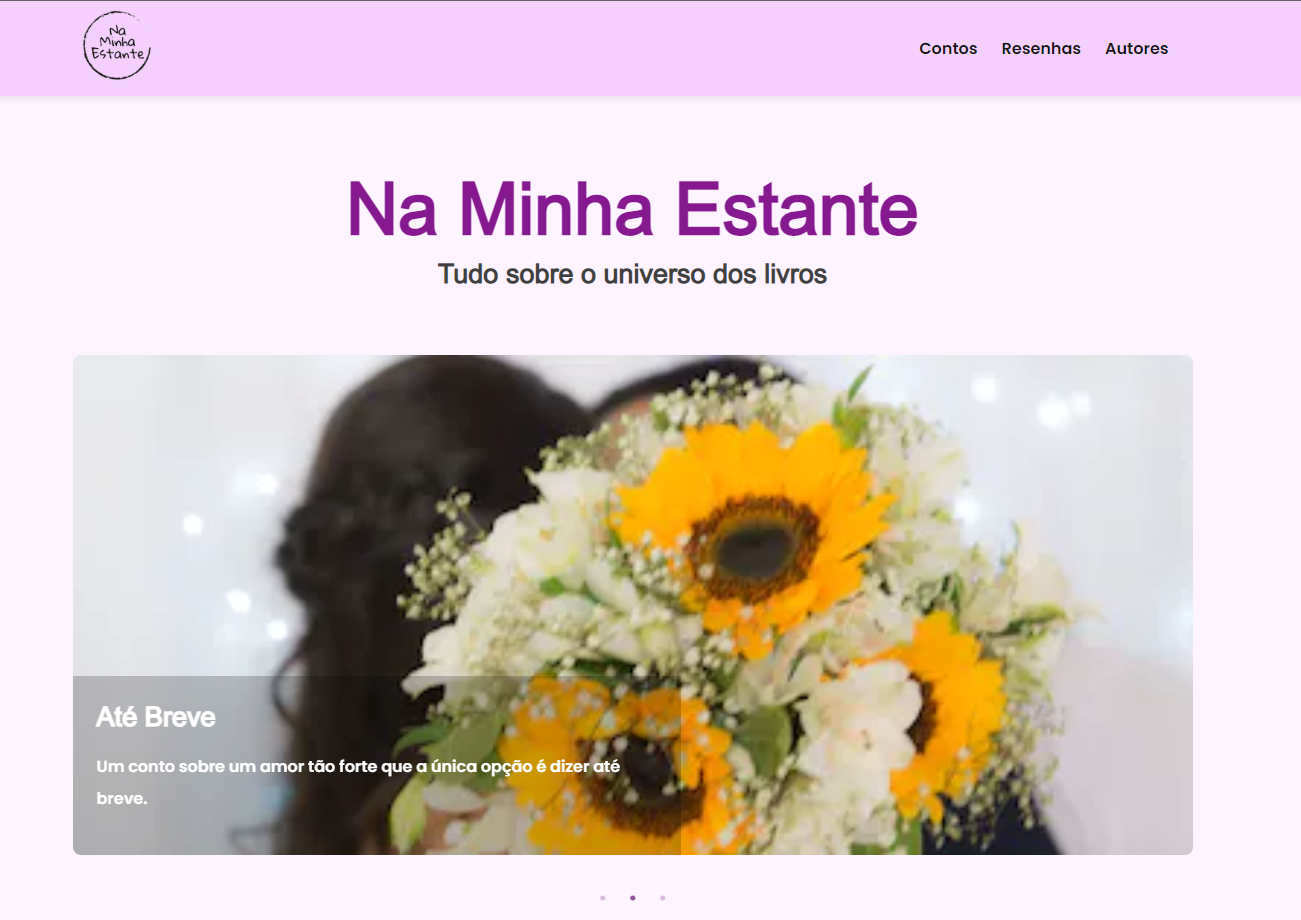 Na
Minha
Estante
Contos Resenhas Autores
Na Minha Estante
Tudo sobre o universo dos livros
Até Breve
Um conto sobre um amor tão forte que a única opção é dizer até
breve.